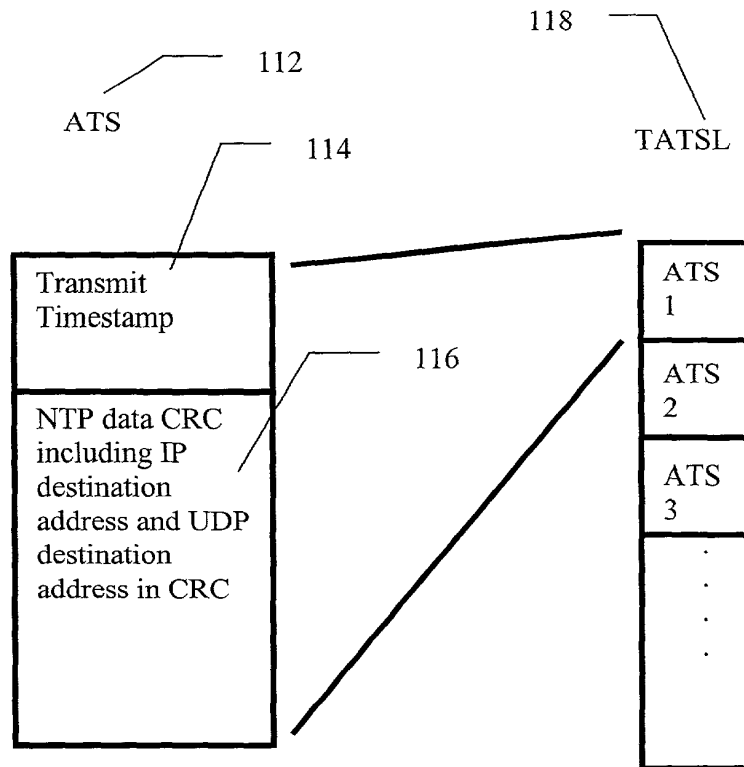 118
112
ATS
TATSL
114
Transmit
Timestamp
116
NTP data CRC
including IP
destination
address and UDP
destination
address in CRC
ATS
1
ATS
2
ATS
3
.
.
.
.